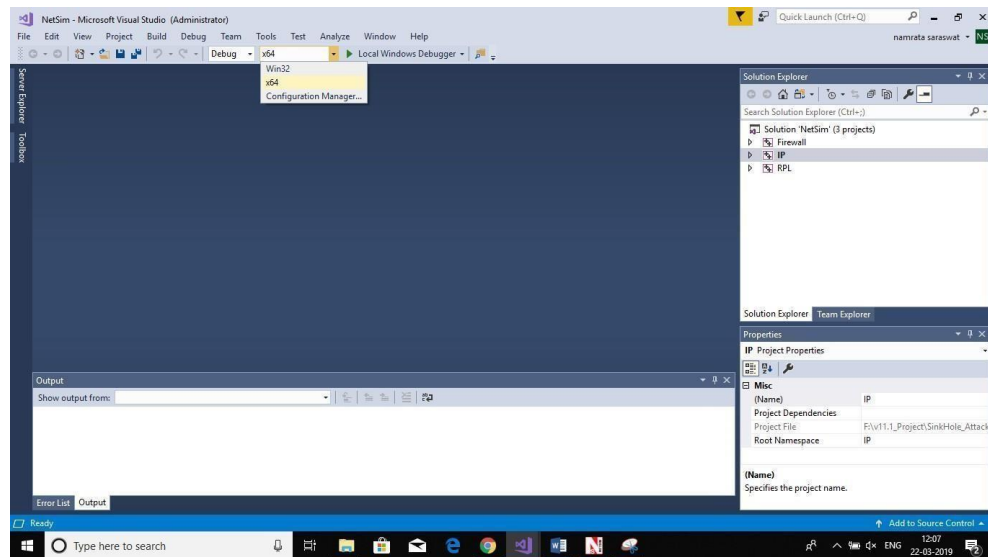 NetSim - Microsoft Visual Studio (Administrator)
Quick Launch (Ctrl+Q)
File Edit View Project Build Debug Team Tools Test Analyze Window Help
namrata saraswat NS
Debug x64 Local Windows Debugger
Win32
x64
Configuration Manager...
Server Explorer
Toolbox
Solution Explorer
Search Solution Explorer (Ctrl+;)
Solution 'NetSim' (3 projects)
Firewall
IP
RPL
Solution Explorer Team Explorer
Properties
IP Project Properties
Misc
(Name) IP
Project Dependencies
Project File F:\v11.1_Project\SinkHole_Attack
Root Namespace IP
(Name)
Specifies the project name.
Output
Show output from:
Error List Output
Ready
Add to Source Control
Type here to search
ENG
12:07
22-03-2019
2